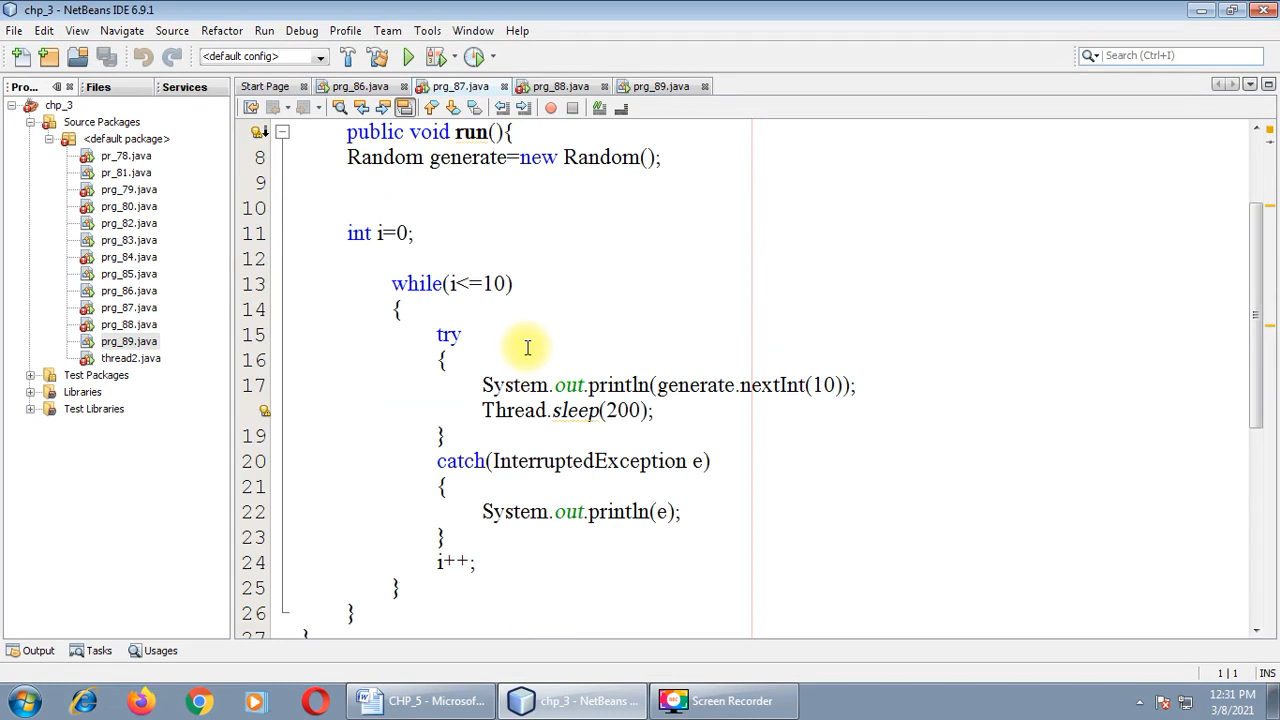 chp_3 - NetBeans IDE 6.9.1
File Edit View Navigate Source Refactor Run Debug Profile Team Tools Window Help
<default config> Search (Ctrl+I)
Pro... Files Services Start Page prg_86.java prg_87.java prg_88.java prg_89.java
chp_3
Source Packages
<default package>
pr_78.java
pr_81.java
prg_79.java
prg_80.java
prg_82.java
prg_83.java
prg_84.java
prg_85.java
prg_86.java
prg_87.java
prg_88.java
prg_89.java
thread2.java
Test Packages
Libraries
Test Libraries
public void run(){
8 Random generate=new Random();
9
10
11 int i=0;
12
13 while(i<=10)
14 {
15 try
16 {
17 System.out.println(generate.nextInt(10));
Thread.sleep(200);
19 }
20 catch(InterruptedException e)
21 {
22 System.out.println(e);
23 }
24 i++;
25 }
26 }
27 }
Output Tasks Usages
1 | 1 INS
CHP_5 - Microsof... chp_3 - NetBeans ... Screen Recorder
12:31 PM
3/8/2021